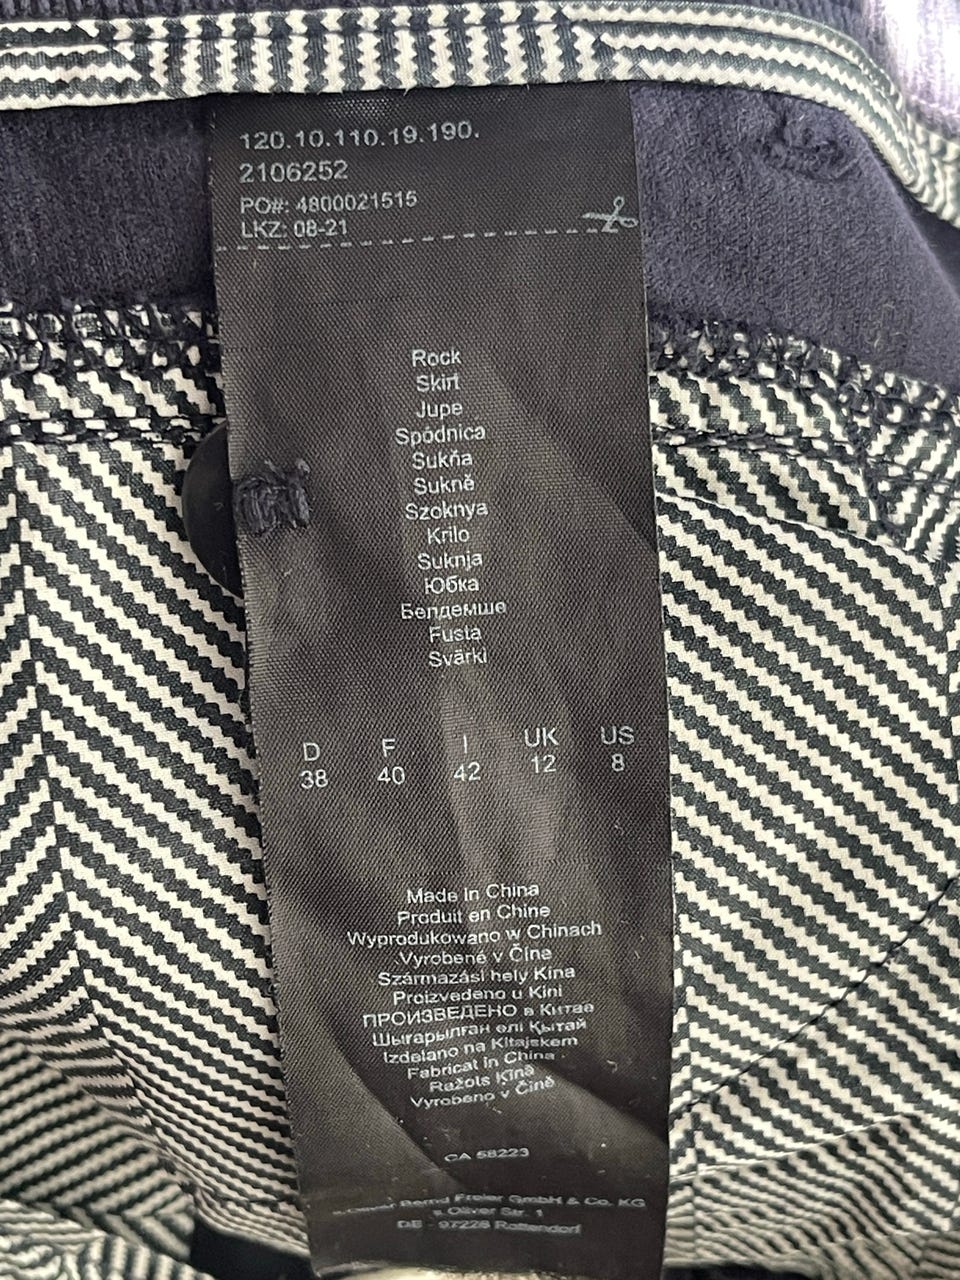 120.10.110.19.190.
2106252
PO#: 4800021515
LKZ: 08-21
Rock
Skirt
Jupe
Spódnica
Sukňa
Sukně
Szoknya
Krilo
Suknja
Юбка
Белдемше
Fusta
Svārki
D F I UK US
38 40 42 12 8
Made in China
Produit en Chine
Wyprodukowano w Chinach
Vyrobené v Číne
Származási hely Kína
Proizvedeno u Kini
ПРОИЗВЕДЕНО в Китае
Шығарылған елі Қытай
Izdelano na Kitajskem
Fabricat in China
Ražots Ķīnā
Vyrobeno v Číně
CA 58223
s.Oliver Bernd Freier GmbH & Co. KG
s.Oliver Str. 1
DE - 97228 Rottendorf